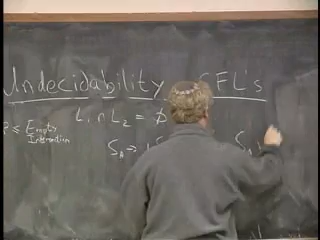 Undecidability CFL's
L₁ ∩ L₂ = ∅
P ≤ Empty
Intersection
S_A →